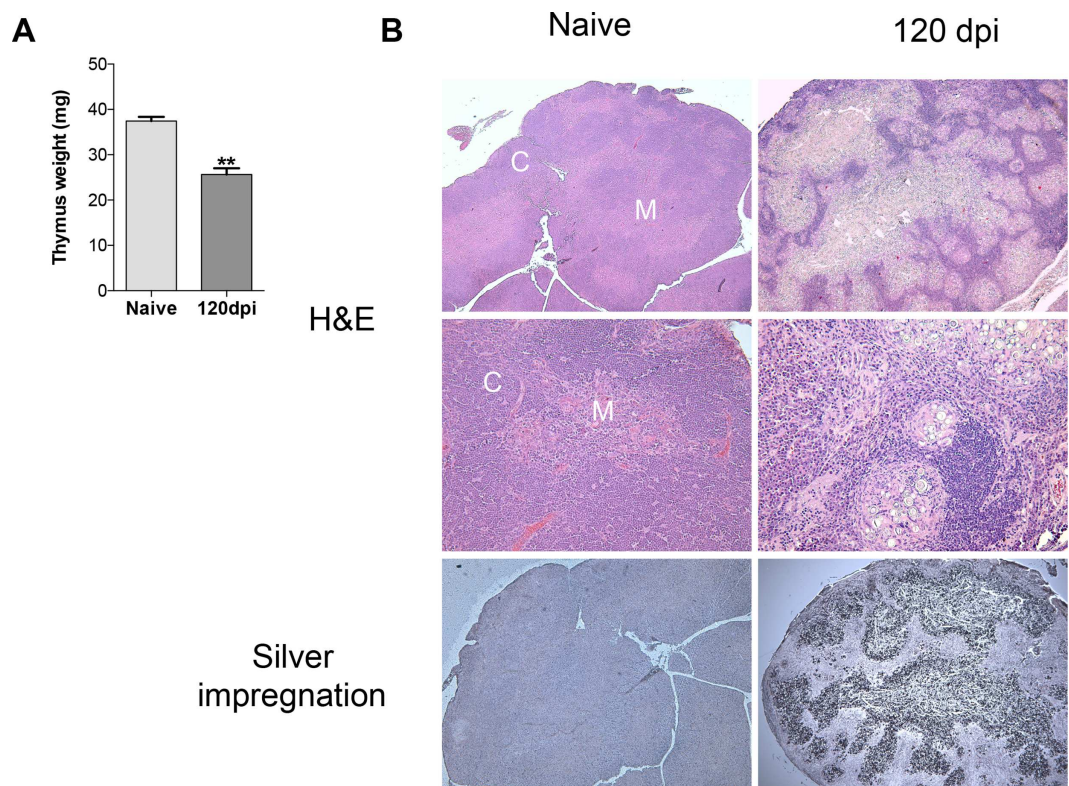 A
B
Naive
120 dpi
Thymus weight (mg)
50
40
30
20
10
0
**
Naive
120dpi
H&E
C
M
C
M
Silver
impregnation